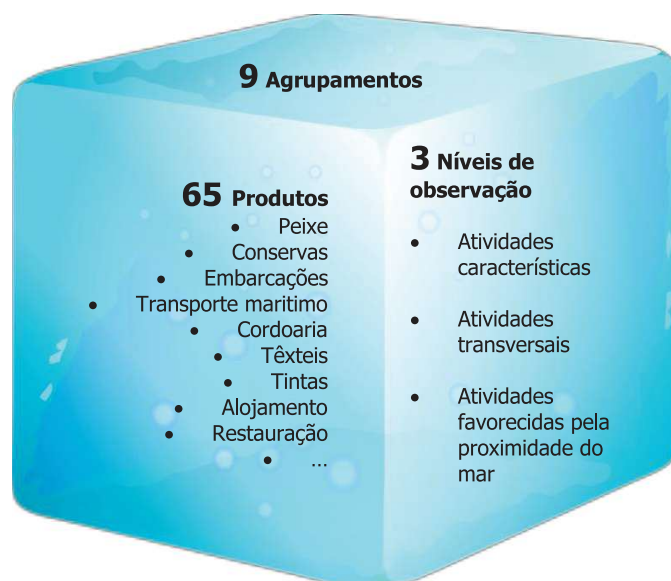 9 Agrupamentos
65 Produtos
• Peixe
• Conservas
• Embarcações
• Transporte maritimo
• Cordoaria
• Têxteis
• Tintas
• Alojamento
• Restauração
• ...
3 Níveis de
observação
• Atividades
características
• Atividades
transversais
• Atividades
favorecidas pela
proximidade do
mar